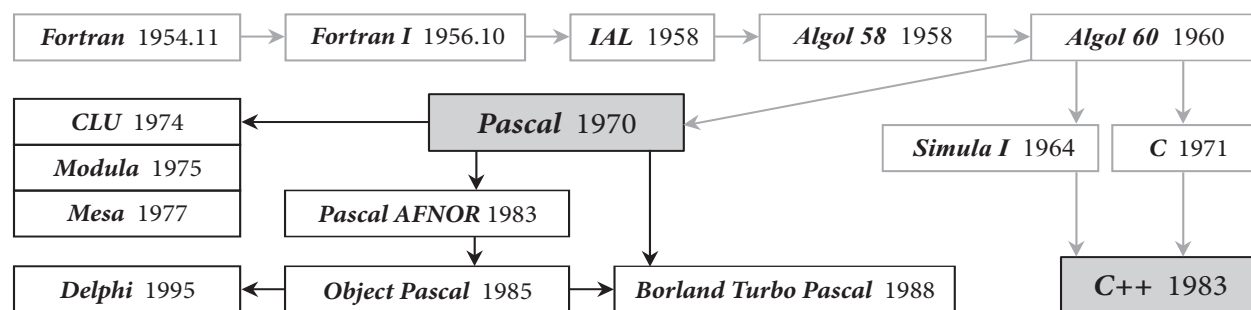 Fortran 1954.11
Fortran I 1956.10
IAL 1958
Algol 58 1958
Algol 60 1960
CLU 1974
Pascal 1970
Simula I 1964
C 1971
Modula 1975
Mesa 1977
Pascal AFNOR 1983
Delphi 1995
Object Pascal 1985
Borland Turbo Pascal 1988
C++ 1983